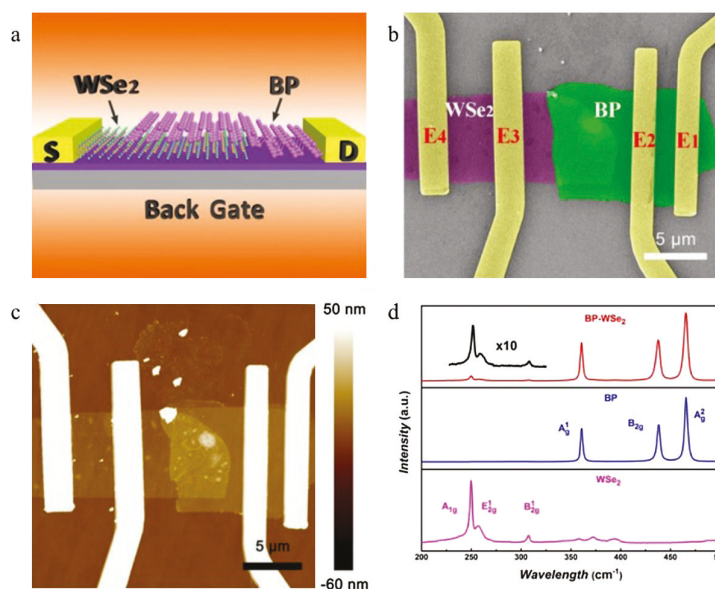 a
WSe2
BP
S
D
Back Gate
b
WSe2
BP
E4
E3
E2
E1
5 μm
c
50 nm
-60 nm
5 μm
d
BP-WSe2
x10
BP
A1g
B2g
A2g
WSe2
A1g
E12g
B12g
Intensity (a.u.)
200 250 300 350 400 450
Wavelength (cm-1)